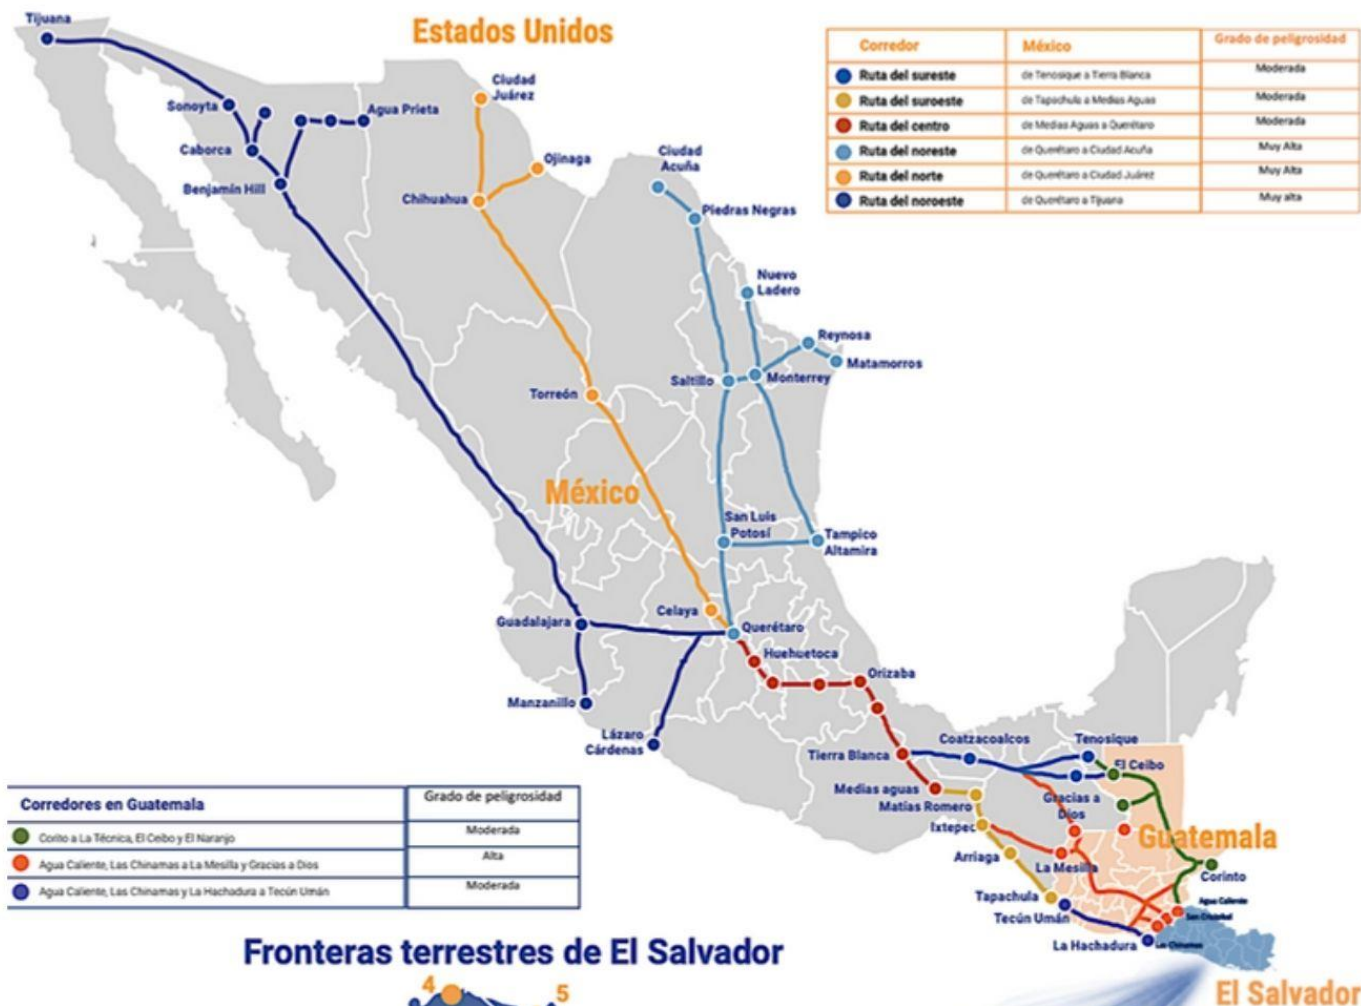 Tijuana
Estados Unidos
Corredor México Grado de peligrosidad
Ruta del sureste de Tenosique a Tierra Blanca Moderada
Ruta del suroeste de Tapachula a Medias Aguas Moderada
Ruta del centro de Medias Aguas a Querétaro Moderada
Ruta del noreste de Querétaro a Ciudad Acuña Muy Alta
Ruta del norte de Querétaro a Ciudad Juárez Muy Alta
Ruta del noroeste de Querétaro a Tijuana Muy alta
Ciudad
Juárez
Sonoyta
Agua Prieta
Caborca
Ojinaga
Ciudad
Acuña
Benjamín Hill
Chihuahua
Piedras Negras
Nuevo
Ladero
Reynosa
Matamorros
Saltillo
Monterrey
Torreón
México
San Luis
Potosí
Tampico
Altamira
Celaya
Guadalajara
Querétaro
Huehuetoca
Orizaba
Manzanillo
Lázaro
Cárdenas
Tierra Blanca
Coatzacoalcos
Tenosique
El Ceibo
Medias aguas
Matías Romero
Gracias a
Dios
Ixtepec
Guatemala
Arriaga
La Mesilla
Corinto
Tapachula
Agua Caliente
Tecún Umán
San Cristobal
La Hachadura
Las Chinamas
El Salvador
Corredores en Guatemala Grado de peligrosidad
Corito a La Técnica, El Ceibo y El Naranjo Moderada
Agua Caliente, Las Chinamas a La Mesilla y Gracias a Dios Alta
Agua Caliente, Las Chinamas y La Hachadura a Tecún Umán Moderada
Fronteras terrestres de El Salvador
4
5